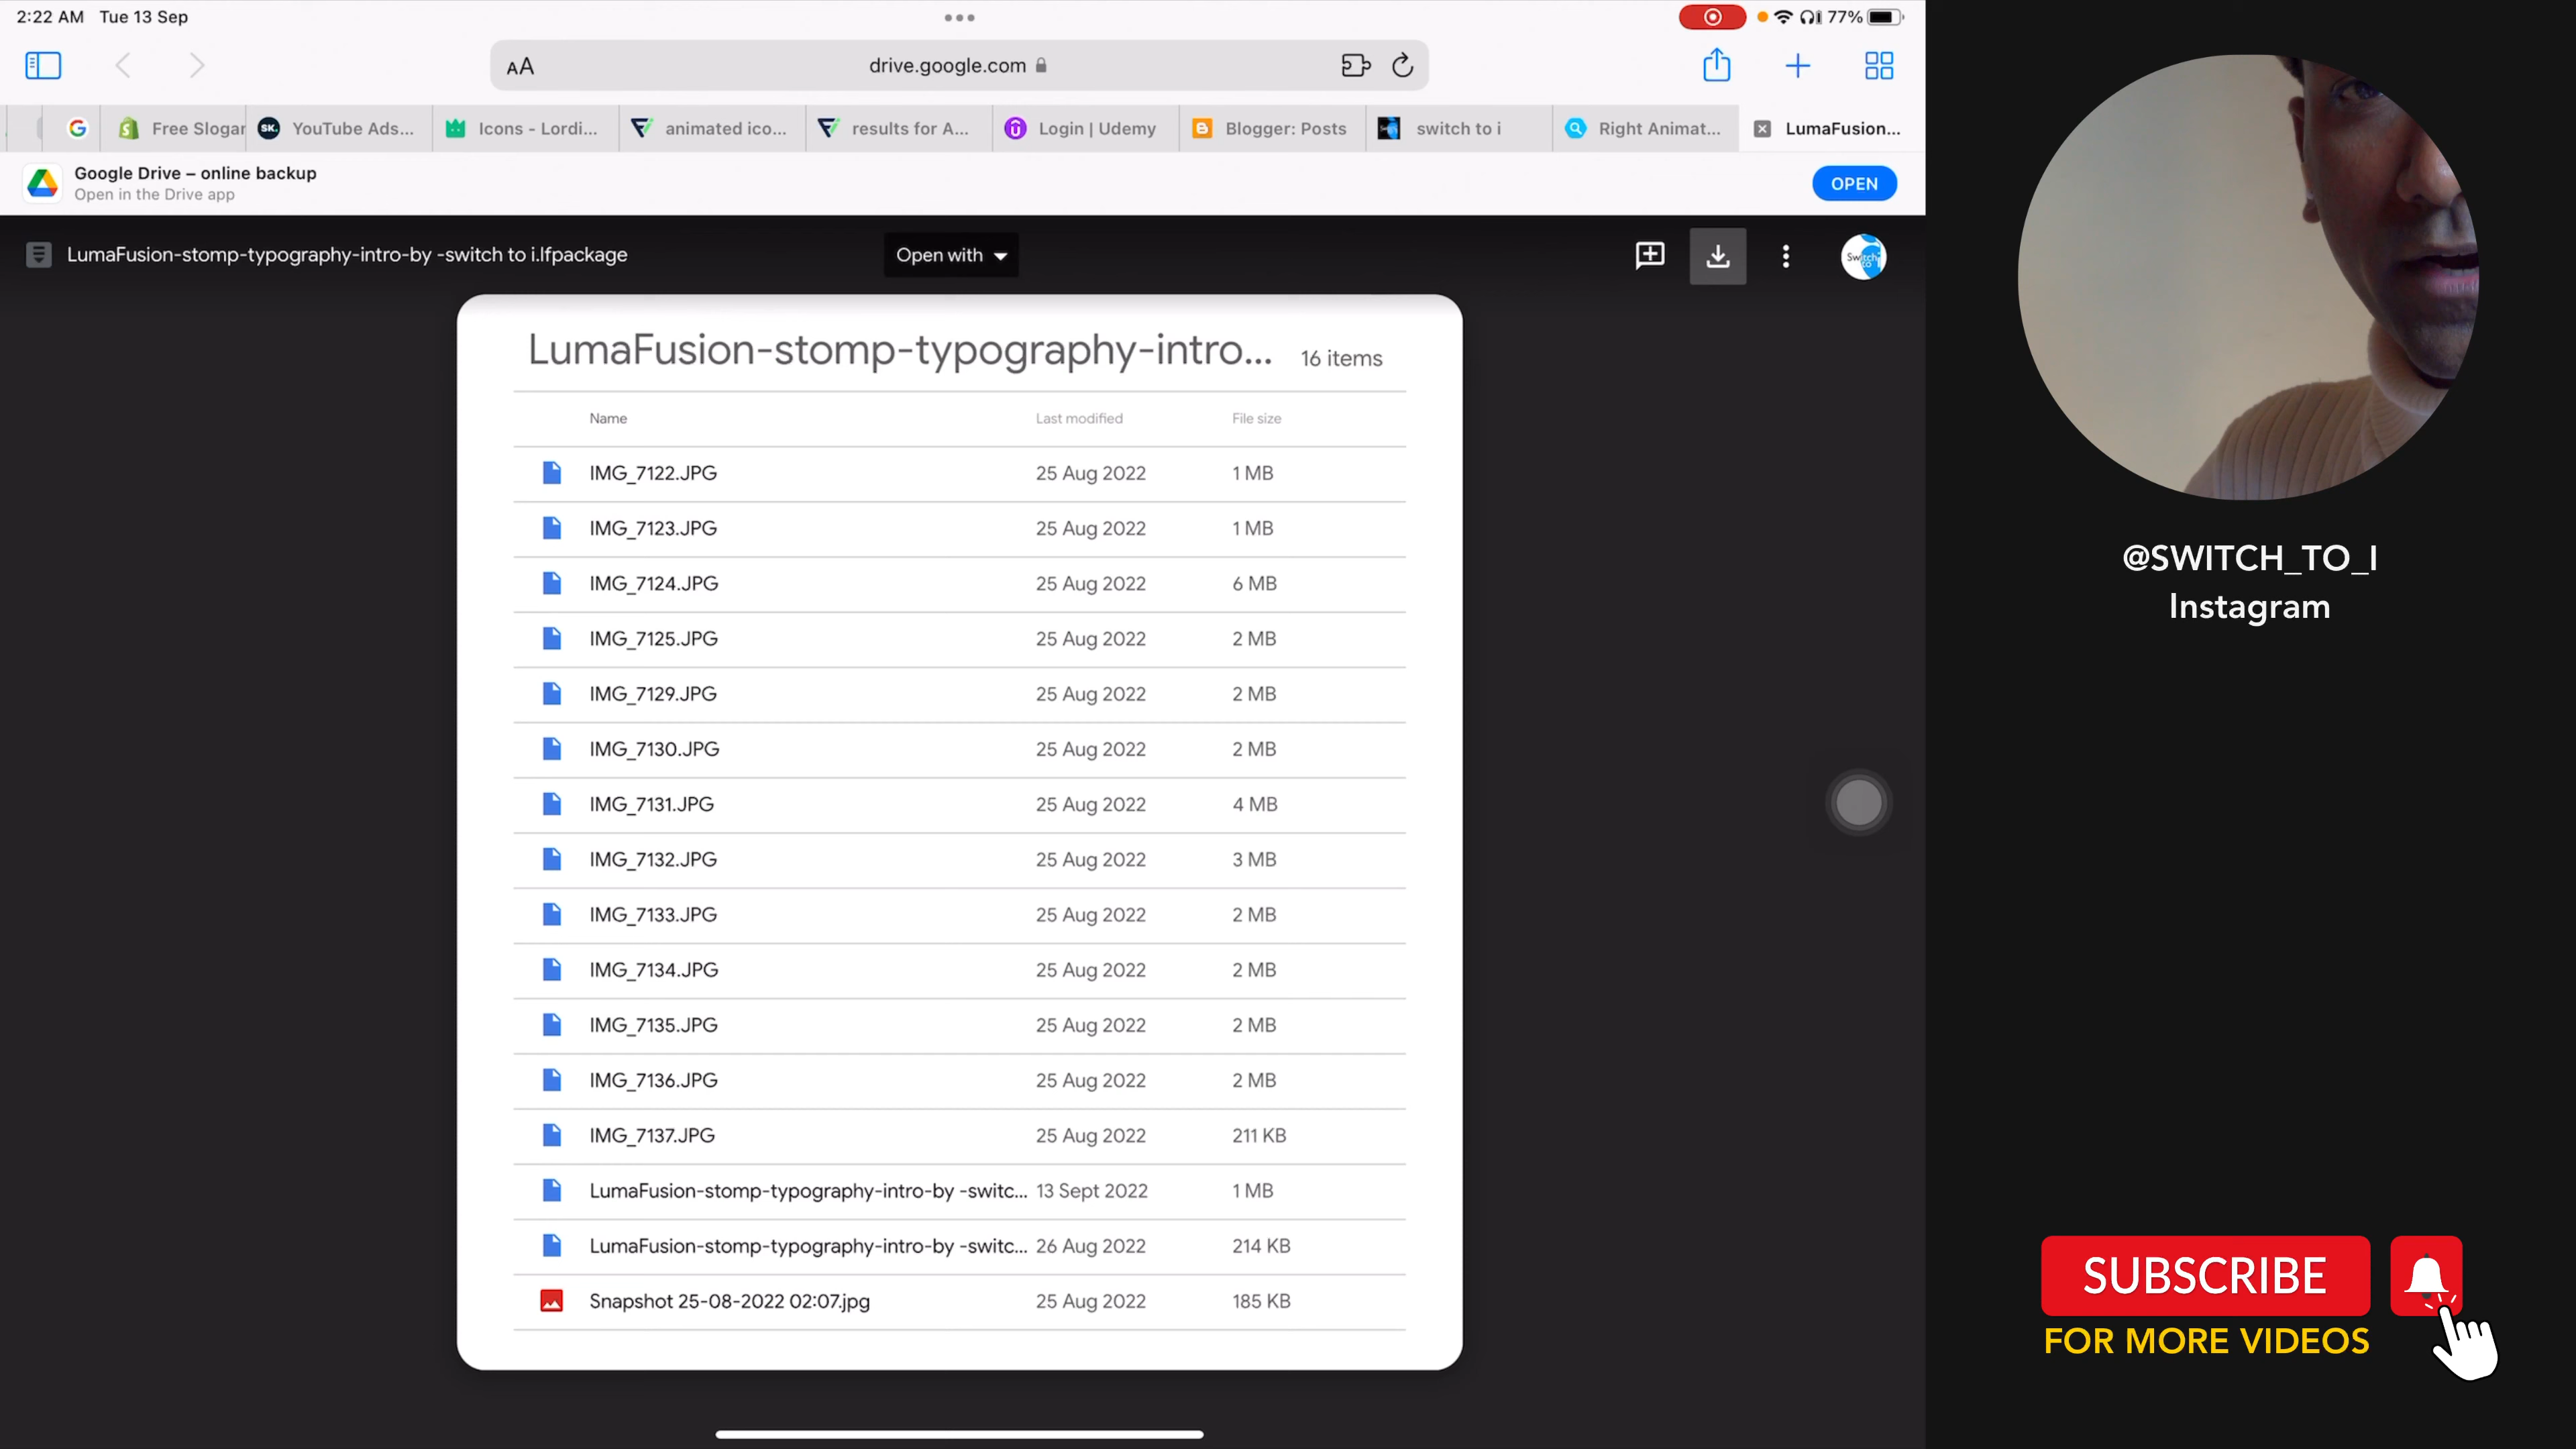 2:22 AM Tue 13 Sep
77%
AA drive.google.com
Free Slogar
SK. YouTube Ads...
Icons - Lordi...
animated ico...
results for A...
Login | Udemy
Blogger: Posts
switch to i
Right Animat...
LumaFusion...
Google Drive – online backup
Open in the Drive app
OPEN
LumaFusion-stomp-typography-intro-by -switch to i.lfpackage
Open with
Switch to i
LumaFusion-stomp-typography-intro... 16 items
Name Last modified File size
IMG_7122.JPG 25 Aug 2022 1 MB
IMG_7123.JPG 25 Aug 2022 1 MB
IMG_7124.JPG 25 Aug 2022 6 MB
IMG_7125.JPG 25 Aug 2022 2 MB
IMG_7129.JPG 25 Aug 2022 2 MB
IMG_7130.JPG 25 Aug 2022 2 MB
IMG_7131.JPG 25 Aug 2022 4 MB
IMG_7132.JPG 25 Aug 2022 3 MB
IMG_7133.JPG 25 Aug 2022 2 MB
IMG_7134.JPG 25 Aug 2022 2 MB
IMG_7135.JPG 25 Aug 2022 2 MB
IMG_7136.JPG 25 Aug 2022 2 MB
IMG_7137.JPG 25 Aug 2022 211 KB
LumaFusion-stomp-typography-intro-by -switc... 13 Sept 2022 1 MB
LumaFusion-stomp-typography-intro-by -switc... 26 Aug 2022 214 KB
Snapshot 25-08-2022 02:07.jpg 25 Aug 2022 185 KB
@SWITCH_TO_I
Instagram
SUBSCRIBE
FOR MORE VIDEOS